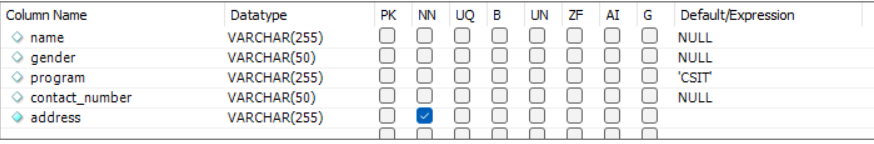 Column Name Datatype PK NN UQ B UN ZF AI G Default/Expression
name VARCHAR(255) NULL
gender VARCHAR(50) NULL
program VARCHAR(255) 'CSIT'
contact_number VARCHAR(50) NULL
address VARCHAR(255)